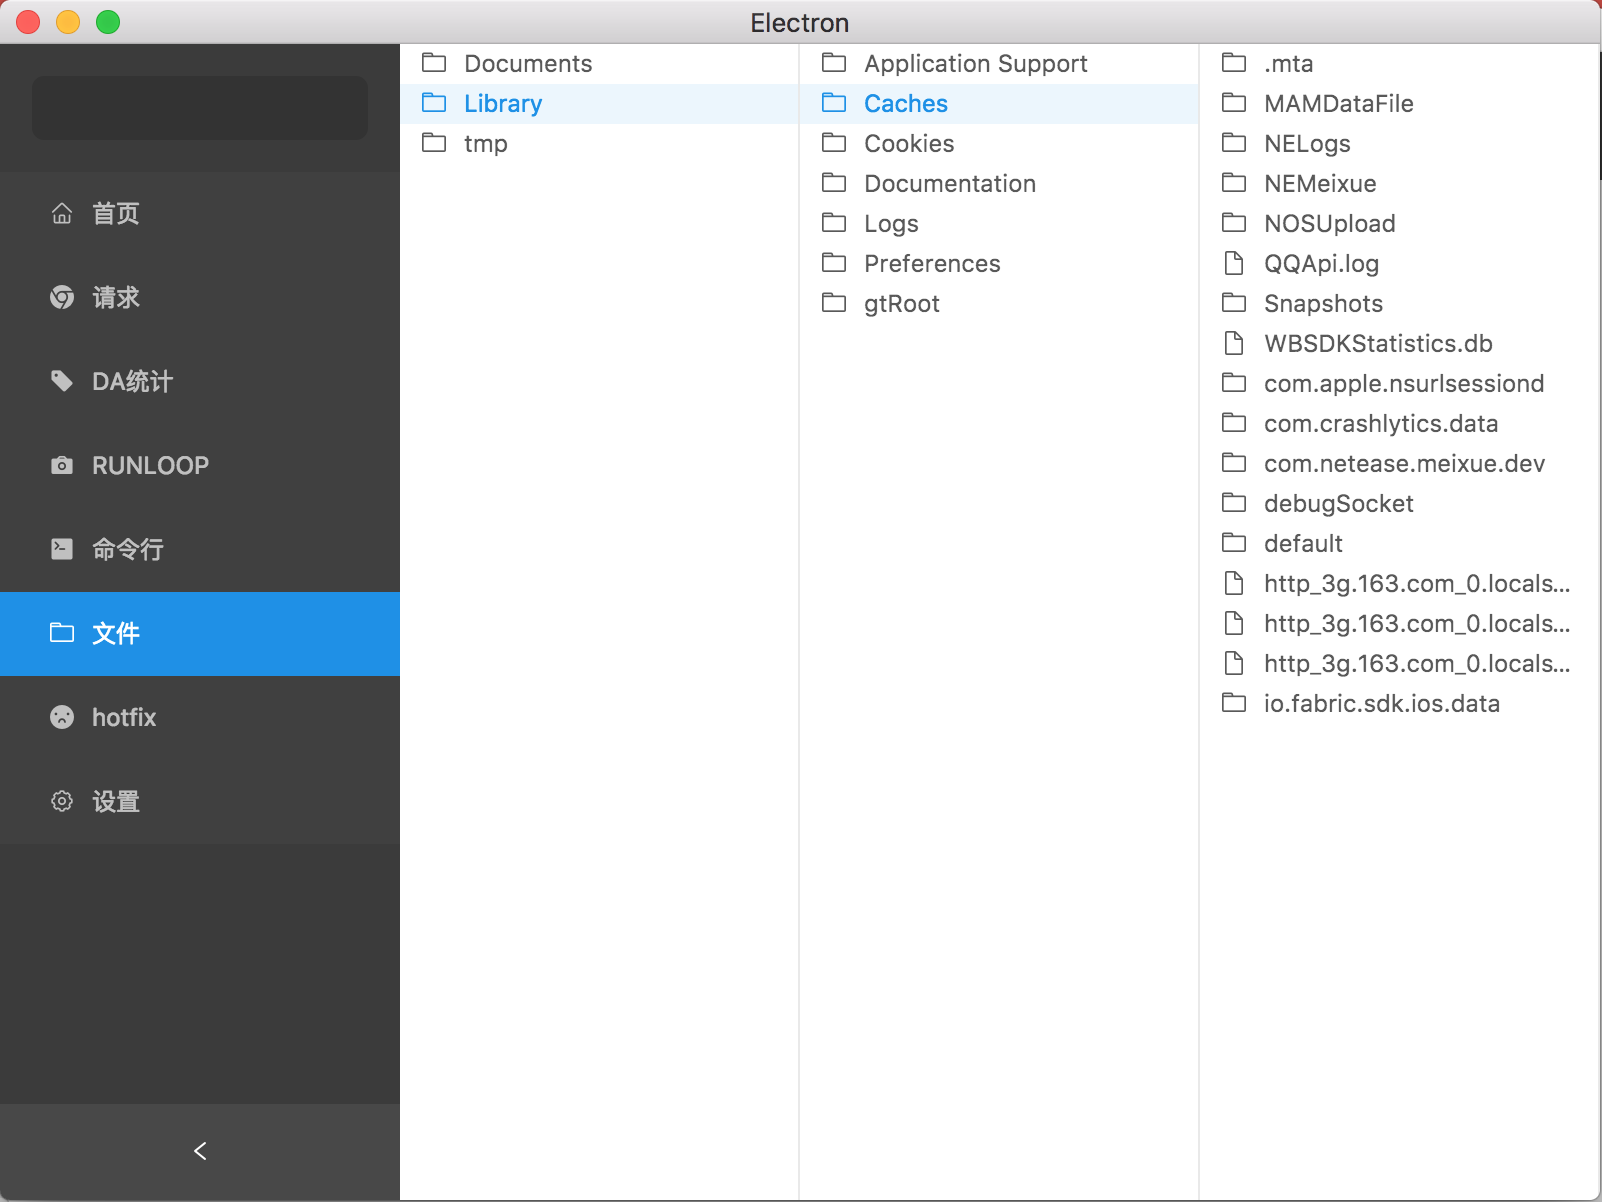 Electron
首页
请求
DA统计
RUNLOOP
命令行
文件
hotfix
设置
Documents
Library
tmp
Application Support
Caches
Cookies
Documentation
Logs
Preferences
gtRoot
.mta
MAMDataFile
NELogs
NEMeixue
NOSUpload
QQApi.log
Snapshots
WBSDKStatistics.db
com.apple.nsurlsessiond
com.crashlytics.data
com.netease.meixue.dev
debugSocket
default
http_3g.163.com_0.locals...
http_3g.163.com_0.locals...
http_3g.163.com_0.locals...
io.fabric.sdk.ios.data